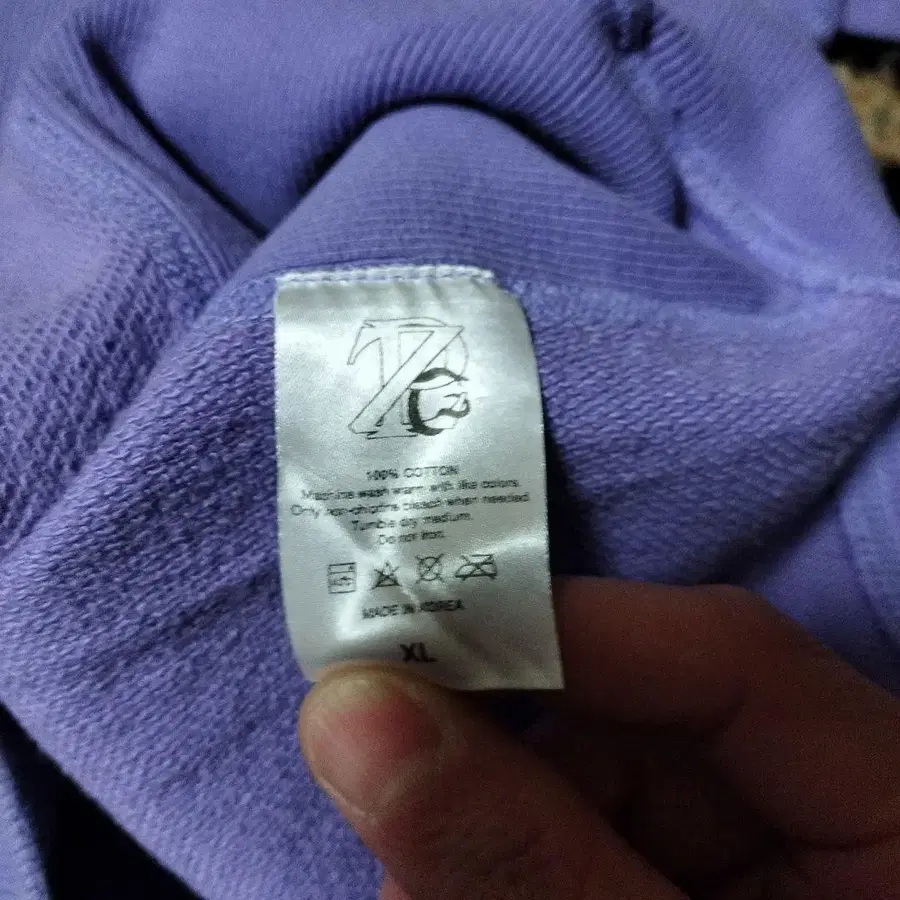 100% COTTON
Machine wash warm with like colors.
Only non-chlorine bleach when needed.
Tumble dry medium.
Do not iron.
MADE IN KOREA
XL